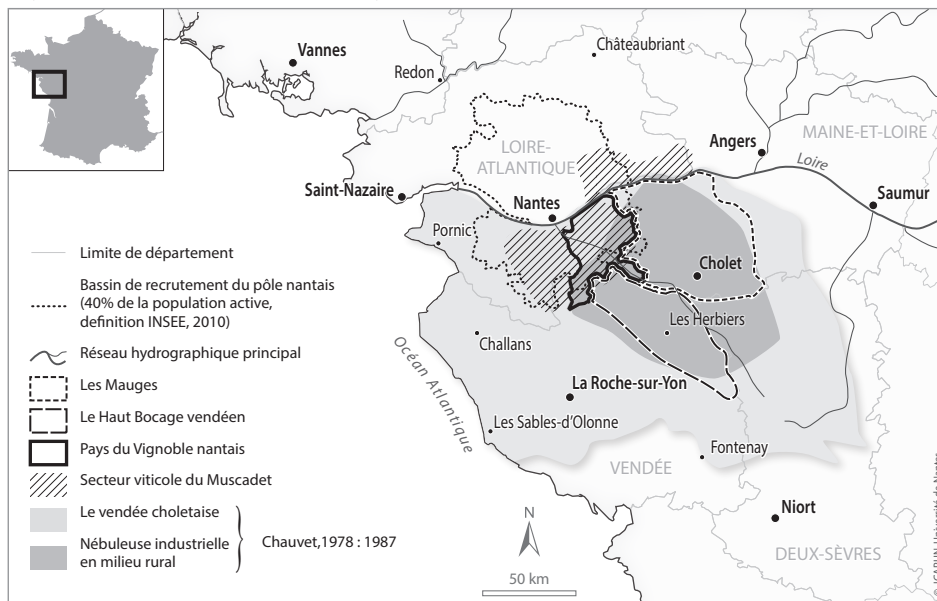 Vannes
Redon
Châteaubriant
LOIRE-
ATLANTIQUE
Angers
MAINE-ET-LOIRE
Loire
Saint-Nazaire
Nantes
Saumur
Pornic
Cholet
Les Herbiers
Challans
Océan Atlantique
La Roche-sur-Yon
Les Sables-d'Olonne
Fontenay
VENDÉE
Niort
DEUX-SÈVRES
Limite de département
Bassin de recrutement du pôle nantais
(40% de la population active,
definition INSEE, 2010)
Réseau hydrographique principal
Les Mauges
Le Haut Bocage vendéen
Pays du Vignoble nantais
Secteur viticole du Muscadet
Le vendée choletaise
Nébuleuse industrielle
en milieu rural
Chauvet,1978 : 1987
N
50 km
Université de Nantes